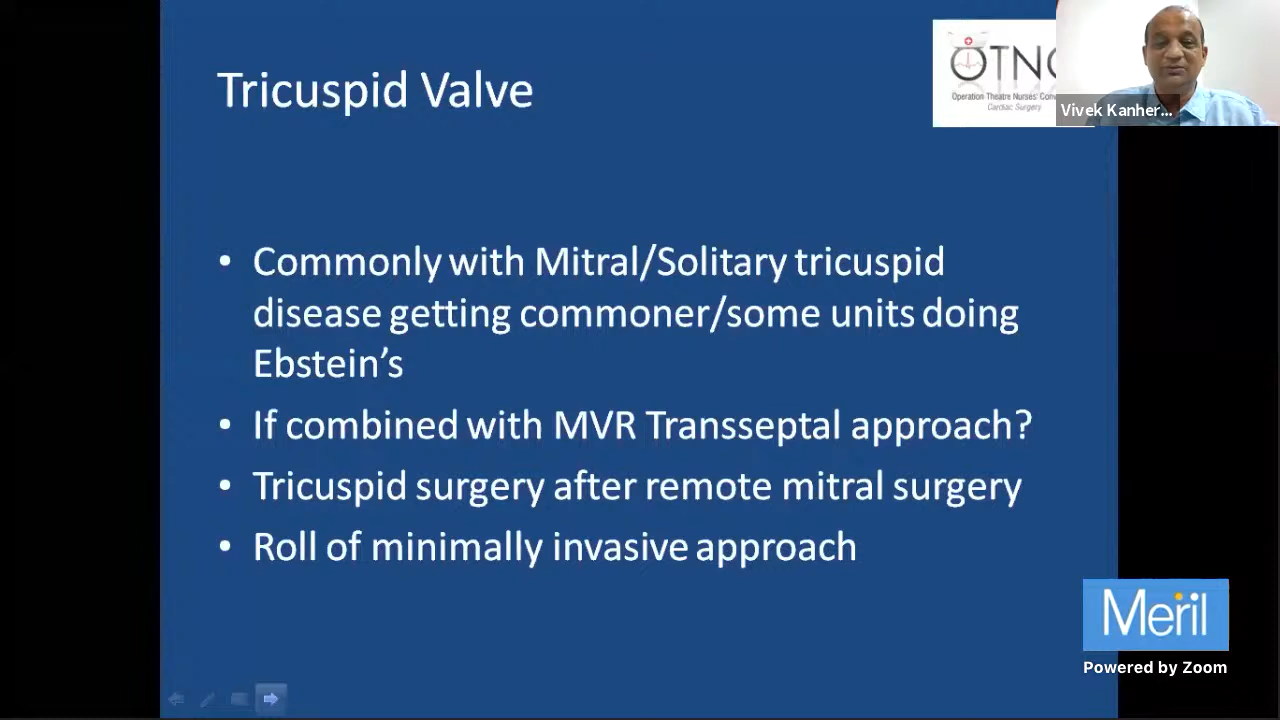 Tricuspid Valve
OTNC
Operation Theatre Nurses' Con
Cardiac Surgery
Vivek Kanher...
• Commonly with Mitral/Solitary tricuspid
disease getting commoner/some units doing
Ebstein’s
• If combined with MVR Transseptal approach?
• Tricuspid surgery after remote mitral surgery
• Roll of minimally invasive approach
Meril
Powered by Zoom